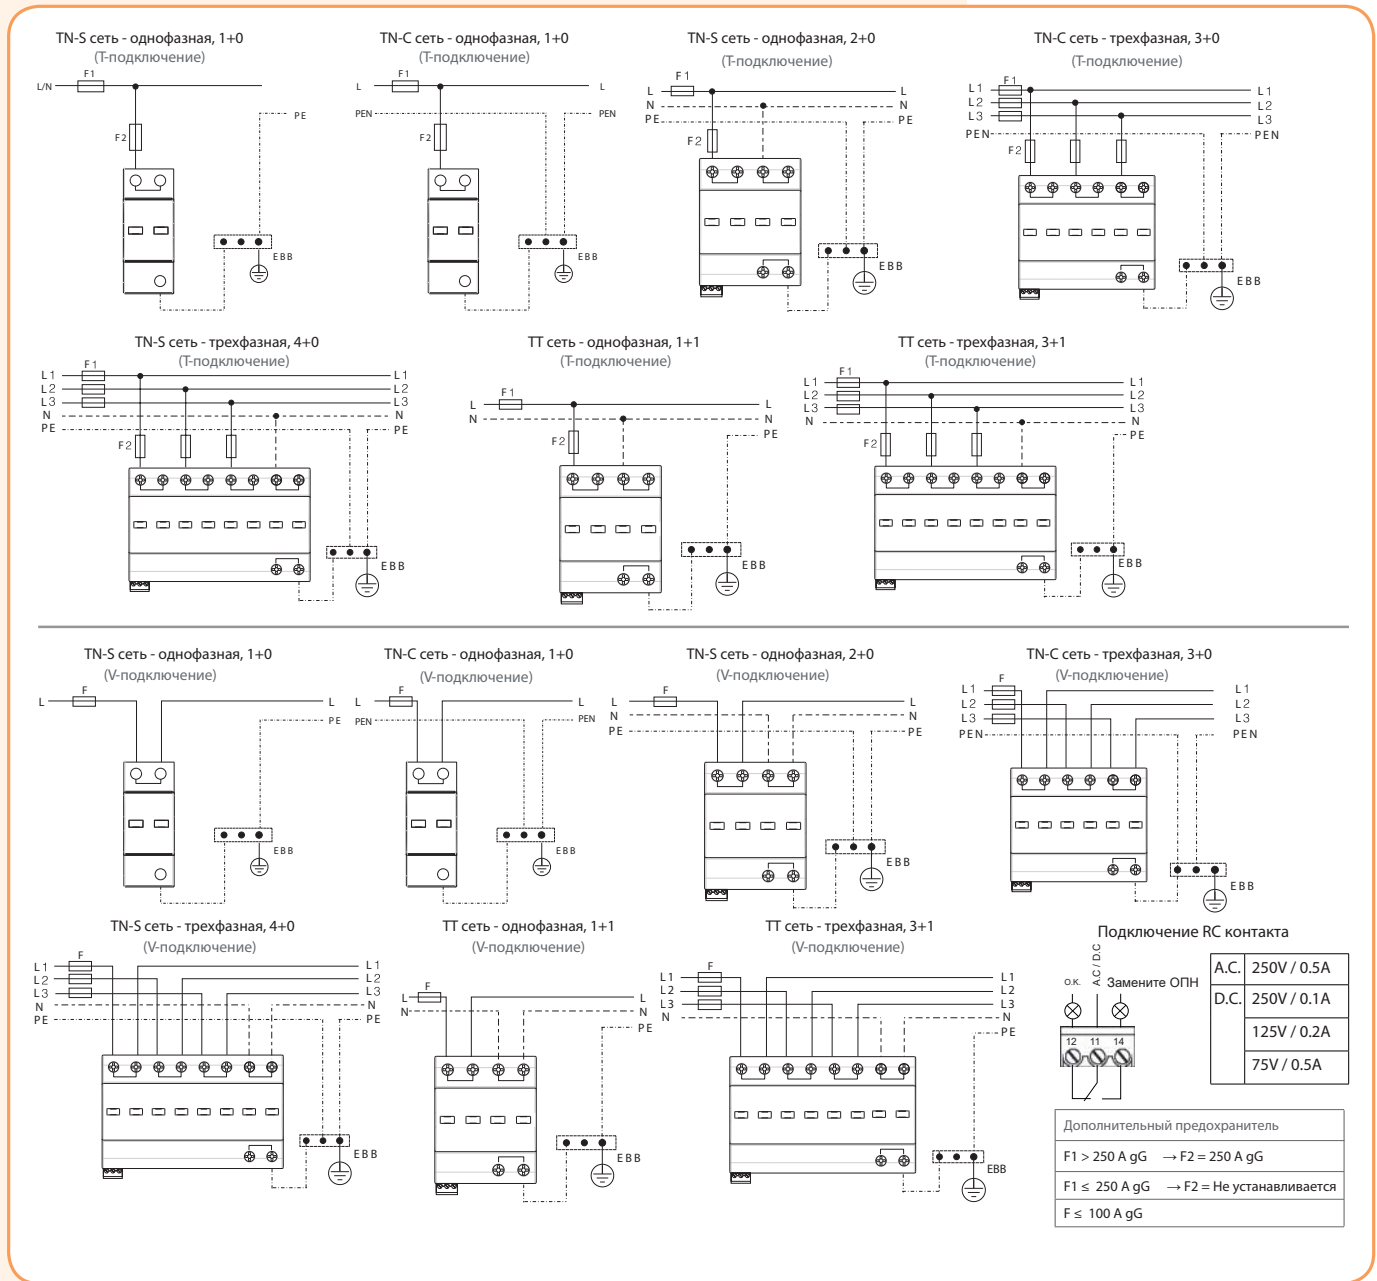 TN-S сеть - однофазная, 1+0
(Т-подключение)
F1
L/N
PE
F2
EBB
TN-C сеть - однофазная, 1+0
(Т-подключение)
F1
L
L
PEN
PEN
F2
EBB
TN-S сеть - однофазная, 2+0
(Т-подключение)
F1
L
L
N
N
PE
PE
F2
EBB
TN-C сеть - трехфазная, 3+0
(Т-подключение)
F1
L1
L1
L2
L2
L3
L3
PEN
PEN
F2
EBB
TN-S сеть - трехфазная, 4+0
(Т-подключение)
F1
L1
L1
L2
L2
L3
L3
N
N
PE
PE
F2
EBB
TT сеть - однофазная, 1+1
(Т-подключение)
F1
L
L
N
N
PE
F2
EBB
TT сеть - трехфазная, 3+1
(Т-подключение)
F1
L1
L1
L2
L2
L3
L3
N
N
PE
F2
EBB
TN-S сеть - однофазная, 1+0
(V-подключение)
F
L
L
PE
EBB
TN-C сеть - однофазная, 1+0
(V-подключение)
F
L
L
PEN
PEN
EBB
TN-S сеть - однофазная, 2+0
(V-подключение)
F
L
L
N
N
PE
PE
EBB
TN-C сеть - трехфазная, 3+0
(V-подключение)
F
L1
L1
L2
L2
L3
L3
PEN
PEN
EBB
TN-S сеть - трехфазная, 4+0
(V-подключение)
F
L1
L1
L2
L2
L3
L3
N
N
PE
PE
EBB
TT сеть - однофазная, 1+1
(V-подключение)
F
L
L
N
N
PE
EBB
TT сеть - трехфазная, 3+1
(V-подключение)
F
L1
L1
L2
L2
L3
L3
N
N
PE
EBB
Подключение RC контакта
O.K.
A.C / D.C
Замените ОПН
12 11 14
A.C. 250V / 0.5A
D.C. 250V / 0.1A
125V / 0.2A
75V / 0.5A
Дополнительный предохранитель
F1 > 250 A gG → F2 = 250 A gG
F1 ≤ 250 A gG → F2 = Не устанавливается
F ≤ 100 A gG